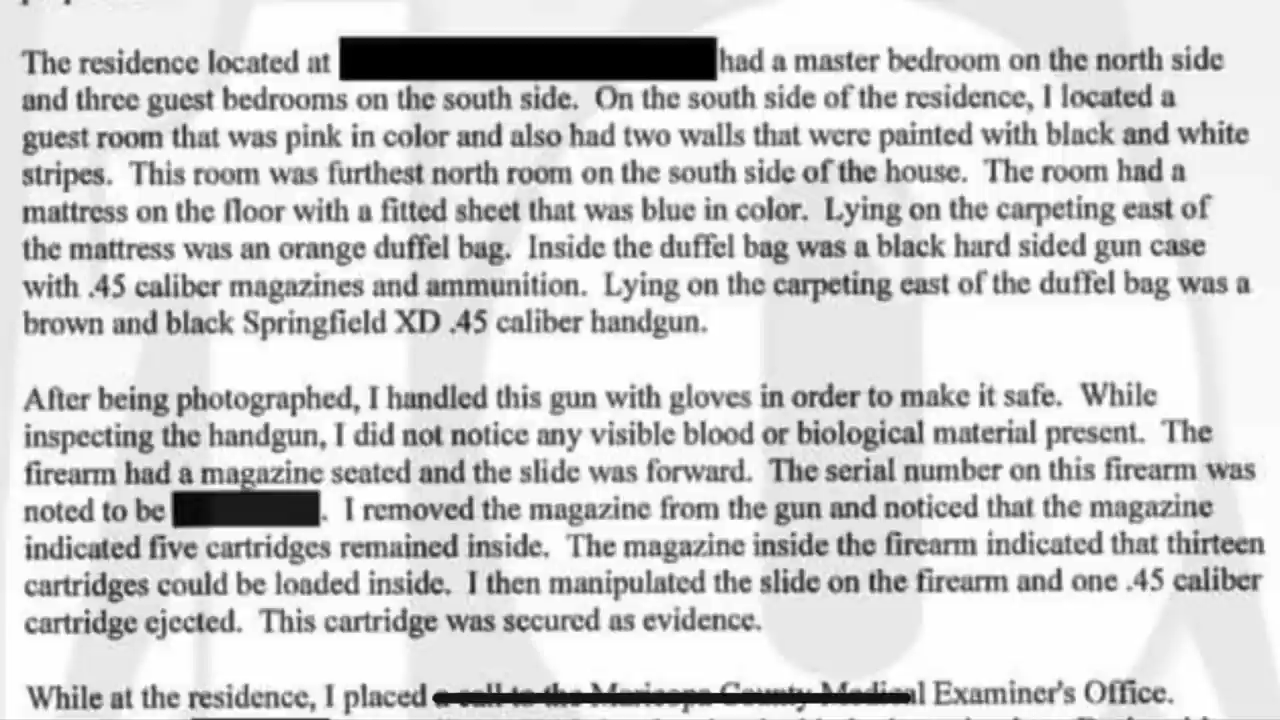 The residence located at had a master bedroom on the north side
and three guest bedrooms on the south side. On the south side of the residence, I located a
guest room that was pink in color and also had two walls that were painted with black and white
stripes. This room was furthest north room on the south side of the house. The room had a
mattress on the floor with a fitted sheet that was blue in color. Lying on the carpeting east of
the mattress was an orange duffel bag. Inside the duffel bag was a black hard sided gun case
with .45 caliber magazines and ammunition. Lying on the carpeting east of the duffel bag was a
brown and black Springfield XD .45 caliber handgun.
After being photographed, I handled this gun with gloves in order to make it safe. While
inspecting the handgun, I did not notice any visible blood or biological material present. The
firearm had a magazine seated and the slide was forward. The serial number on this firearm was
noted to be . I removed the magazine from the gun and noticed that the magazine
indicated five cartridges remained inside. The magazine inside the firearm indicated that thirteen
cartridges could be loaded inside. I then manipulated the slide on the firearm and one .45 caliber
cartridge ejected. This cartridge was secured as evidence.
While at the residence, I placed a call to the Maricopa County Medical Examiner's Office.